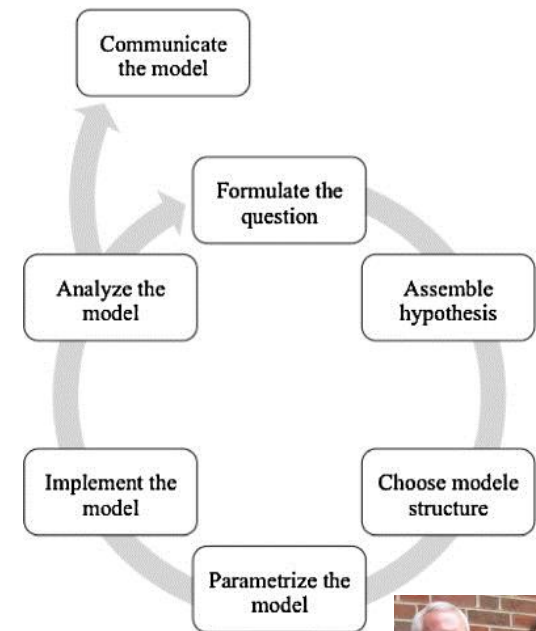 Communicate
the model
Formulate the
question
Analyze the
model
Assemble
hypothesis
Implement the
model
Choose modele
structure
Parametrize the
model